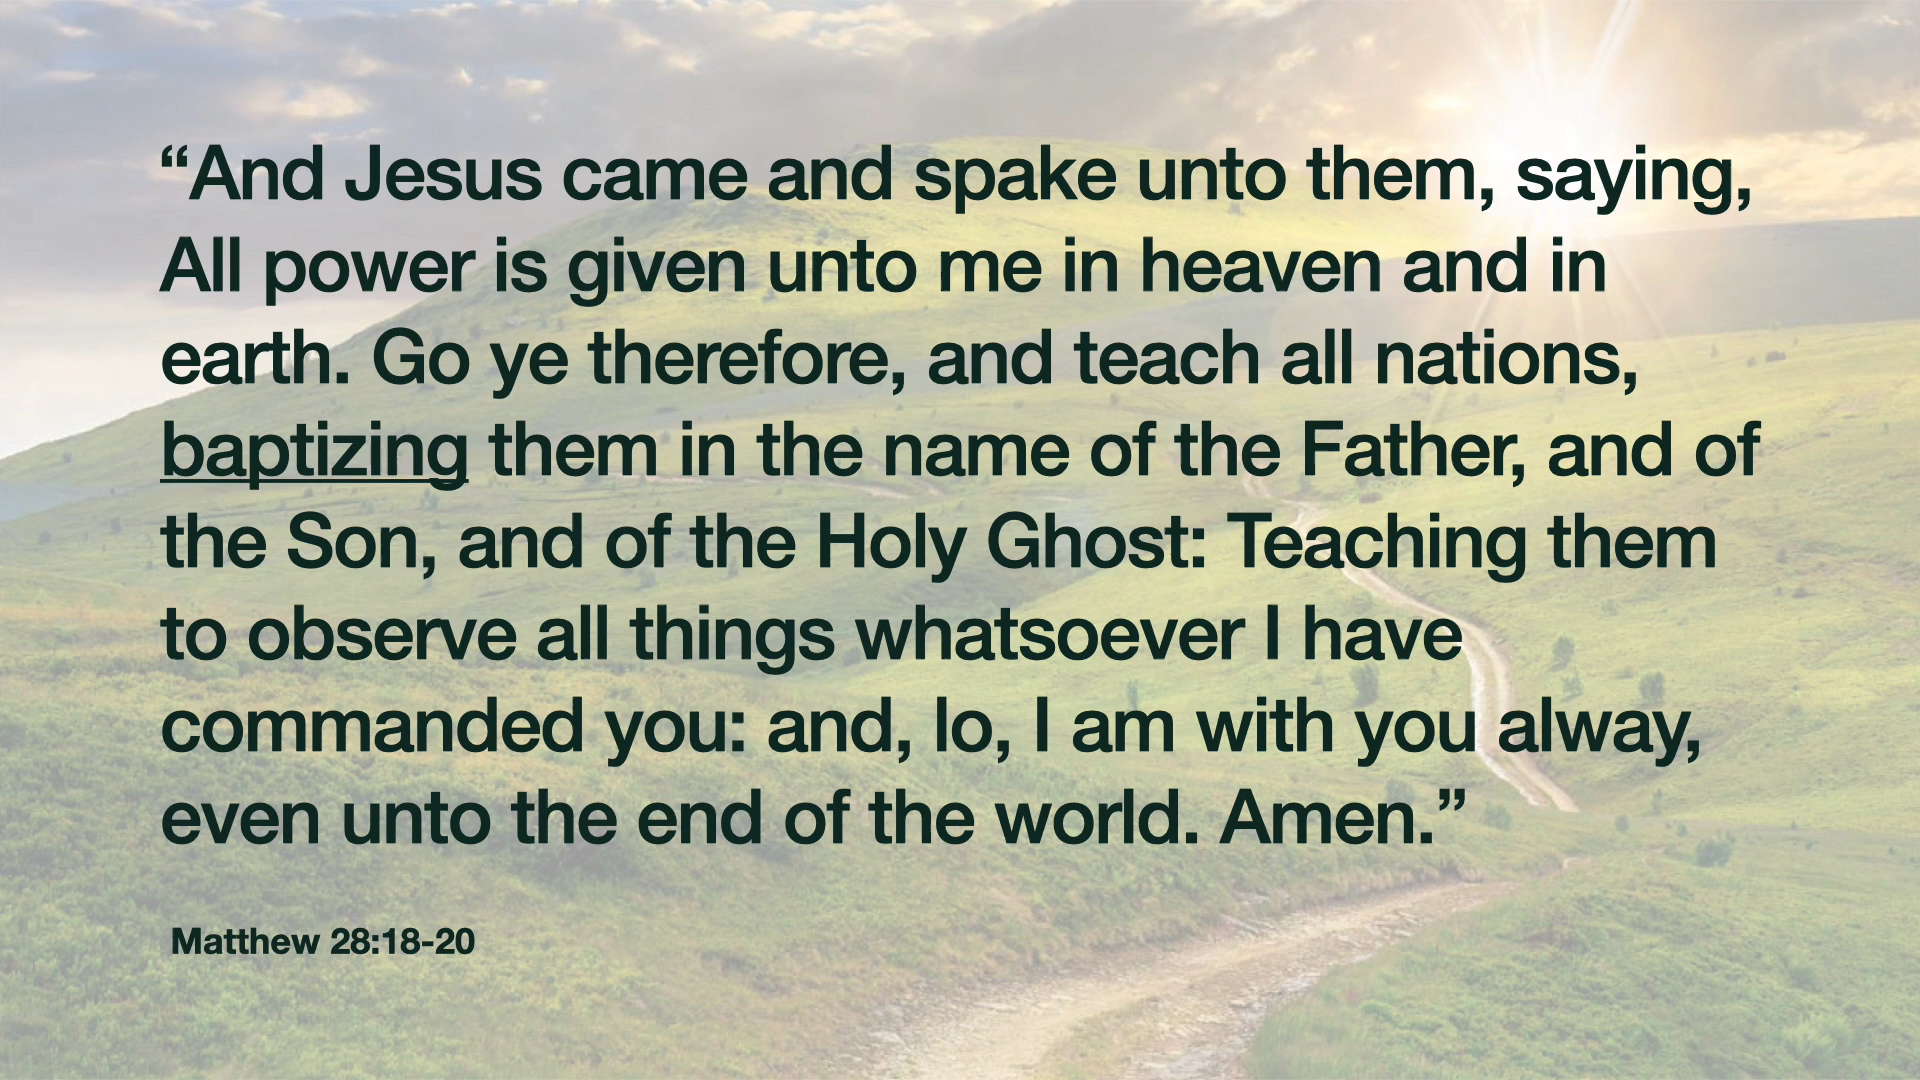 “And Jesus came and spake unto them, saying,
All power is given unto me in heaven and in
earth. Go ye therefore, and teach all nations,
baptizing them in the name of the Father, and of
the Son, and of the Holy Ghost: Teaching them
to observe all things whatsoever I have
commanded you: and, lo, I am with you alway,
even unto the end of the world. Amen.”
Matthew 28:18-20